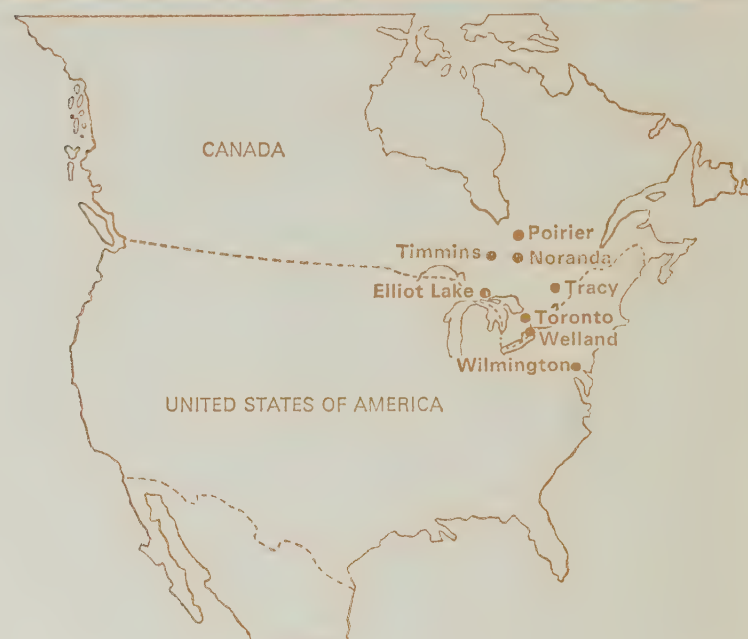 CANADA
Poirier
Timmins
Noranda
Elliot Lake
Tracy
Toronto
Welland
Wilmington
UNITED STATES OF AMERICA